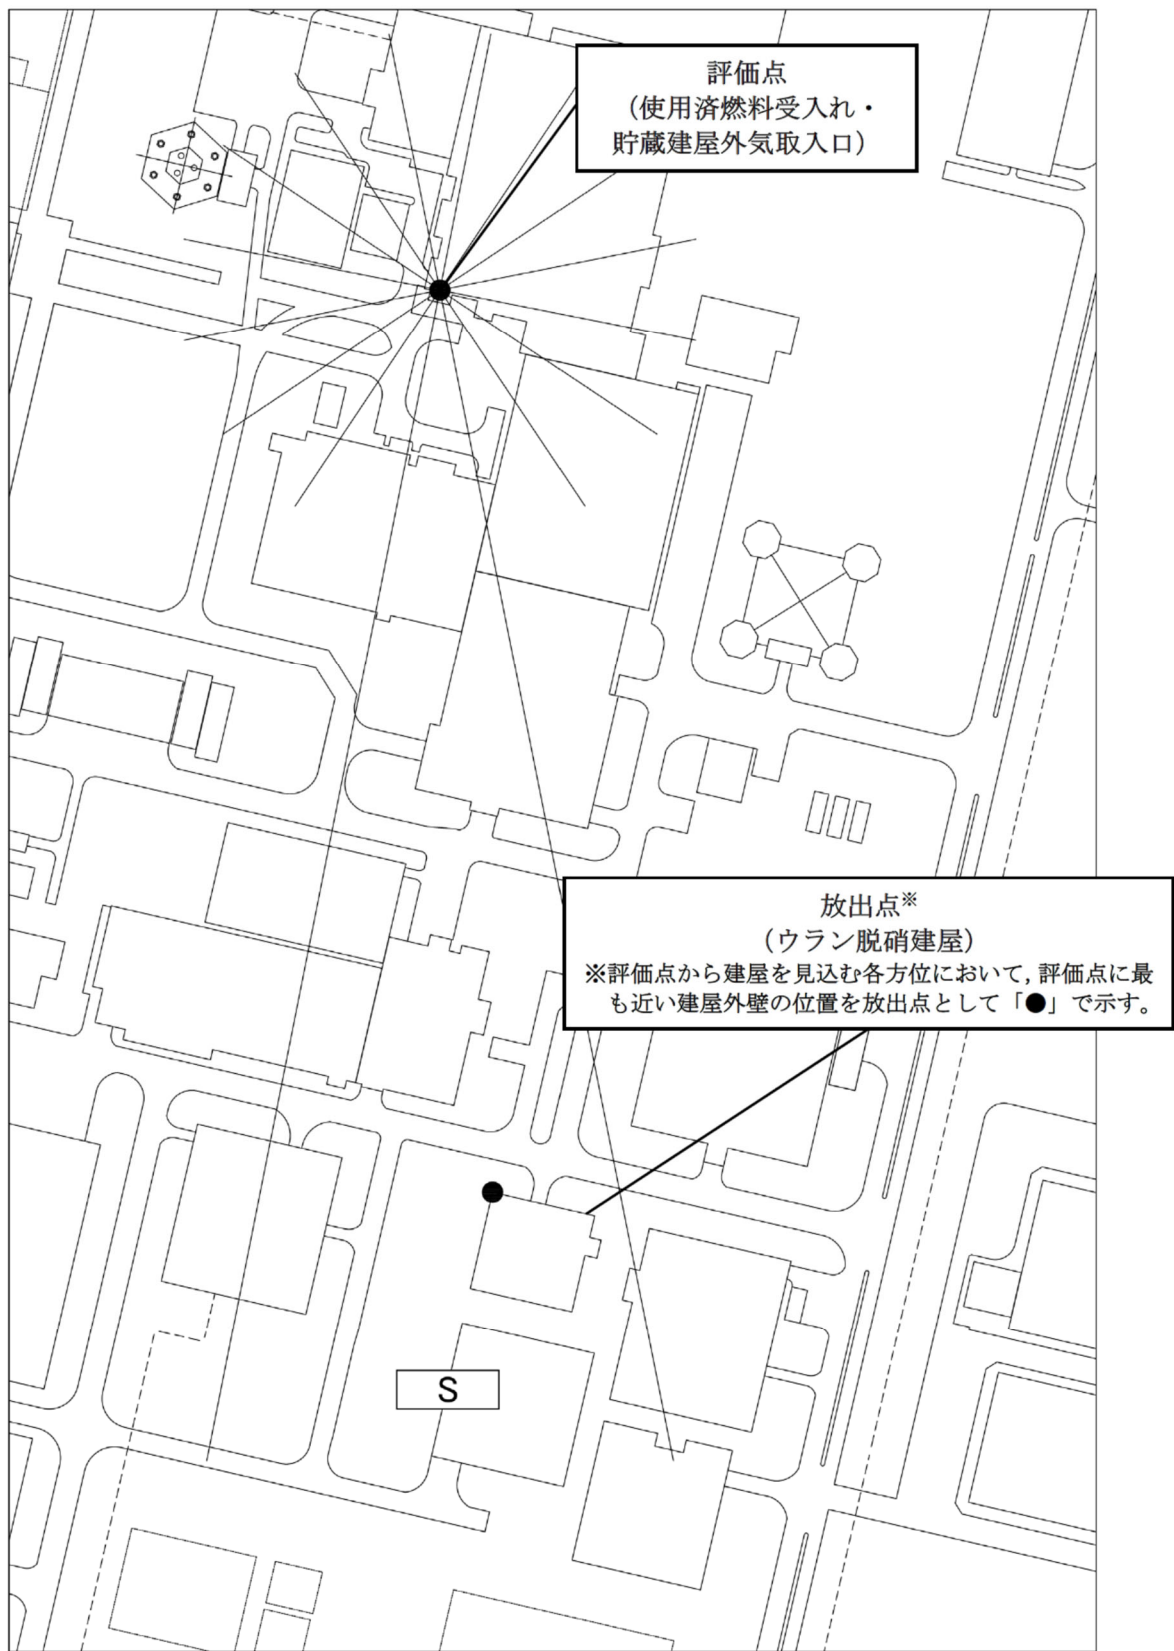 評価点
（使用済燃料受入れ・
貯蔵建屋外気取入口）
放出点※
（ウラン脱硝建屋）
※評価点から建屋を見込む各方位において,評価点に最
も近い建屋外壁の位置を放出点として「●」で示す。
S